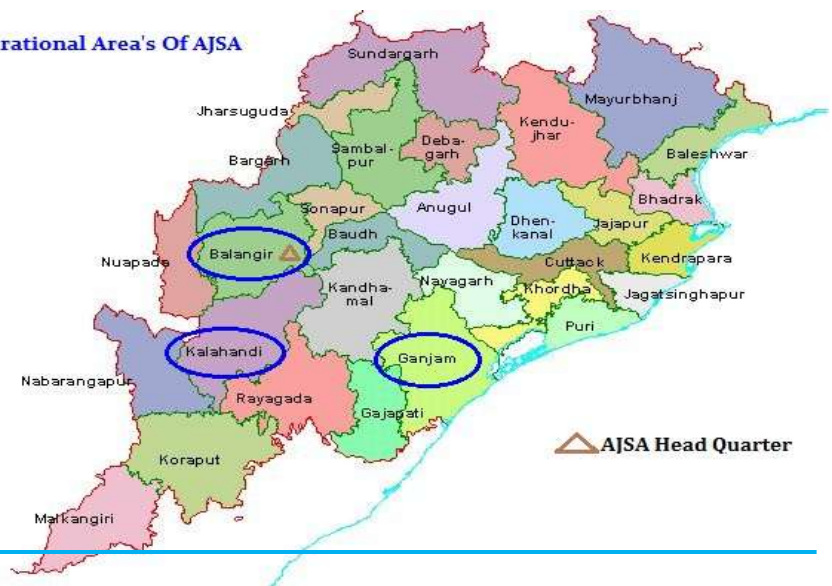 rational Area's Of AJSA
Sundargarh
Mayurbhanj
Jharsuguda
Kendu-
jhar
Deba-
garh
Sambal-
pur
Bargarh
Baleshwar
Bhadrak
Sonapur
Anugul
Dhen-
kanal
Jajapur
Baudh
Balangir
Nuapada
Cuttack
Kendrapara
Kandha-
mal
Nayagarh
Khordha
Jagatsinghapur
Puri
Kalahandi
Ganjam
Nabarangapur
Rayagada
Gajapati
AJSA Head Quarter
Koraput
Malkangiri